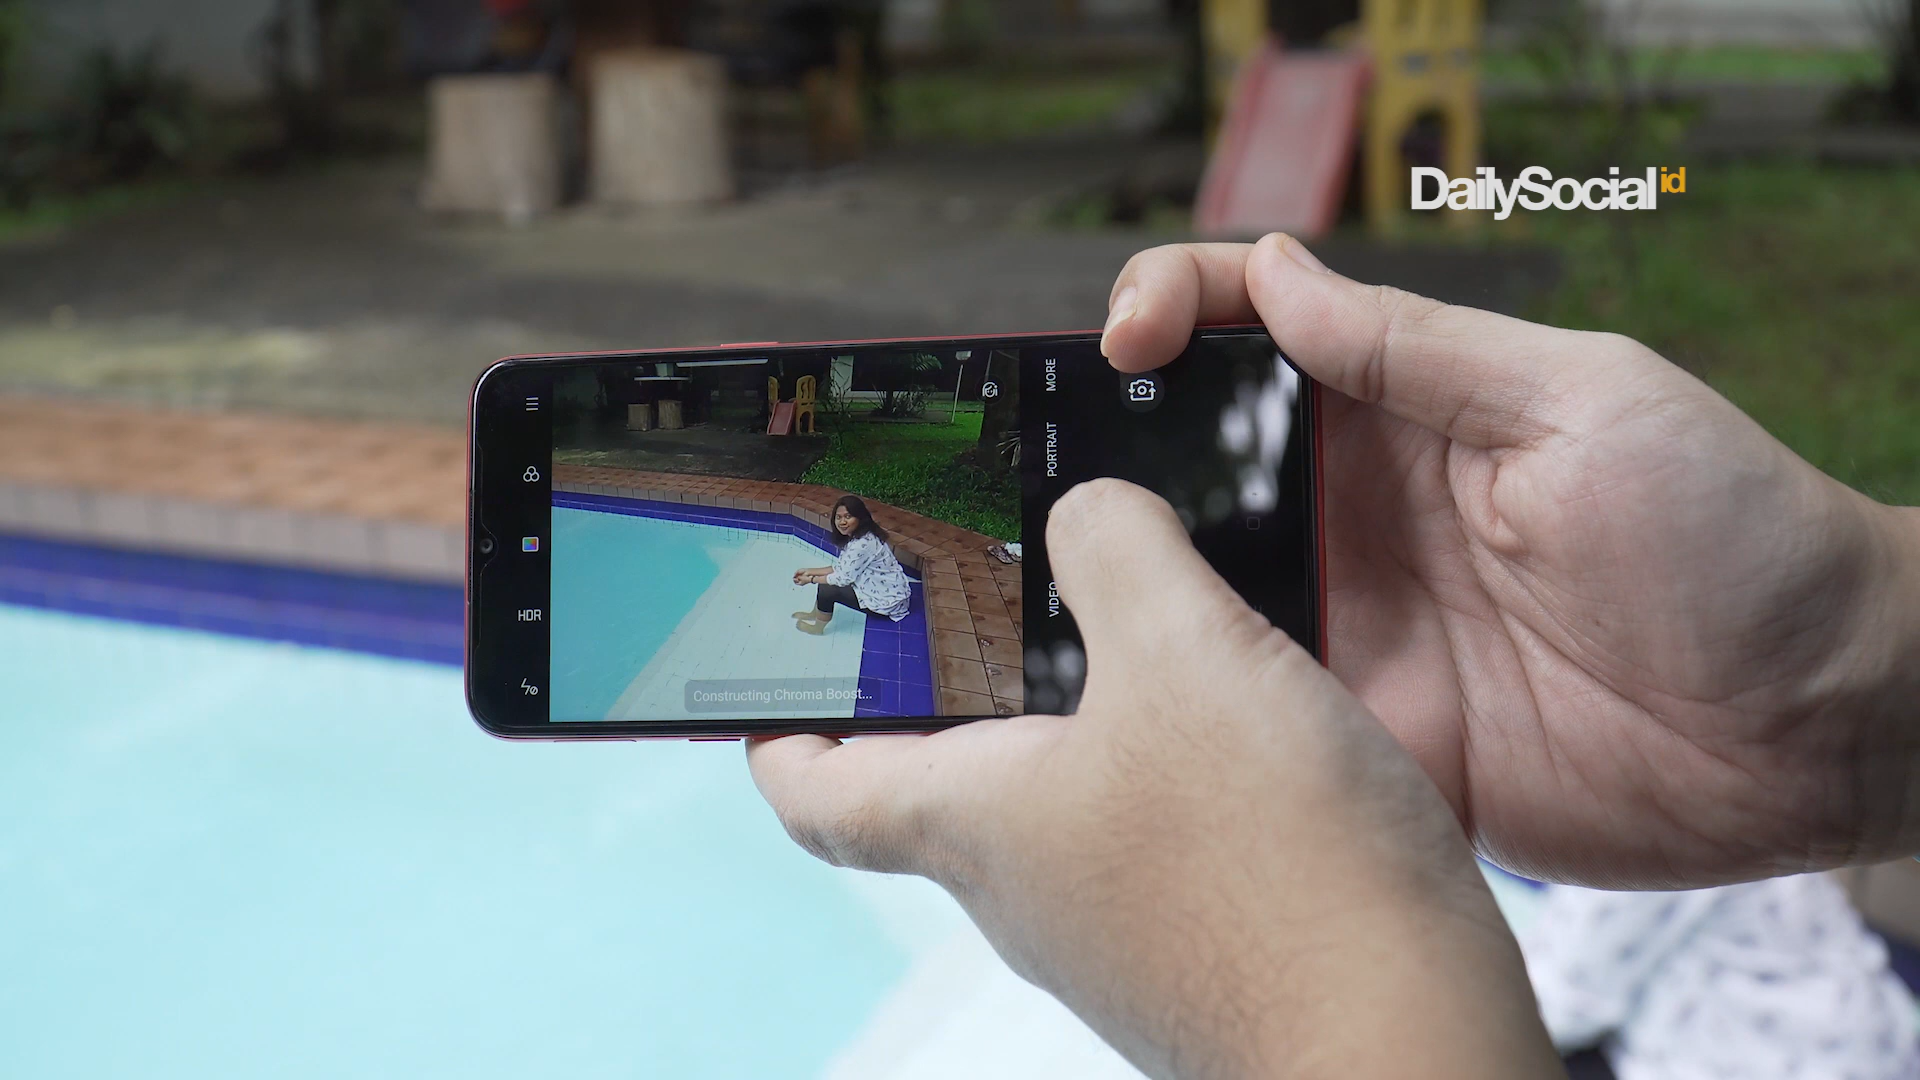 DailySocial id
MORE
PORTRAIT
VIDEO
HDR
Constructing Chroma Boost...